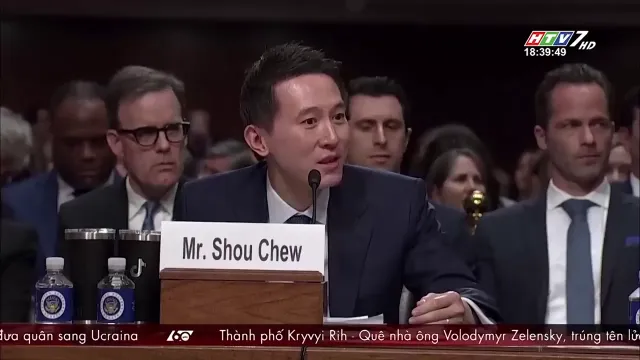 HTV7 HD
18:39:49
Mr. Shou Chew
đưa quân sang Ucraina
Thành phố Kryvyi Rih - Quê nhà ông Volodymyr Zelensky, trúng tên lử